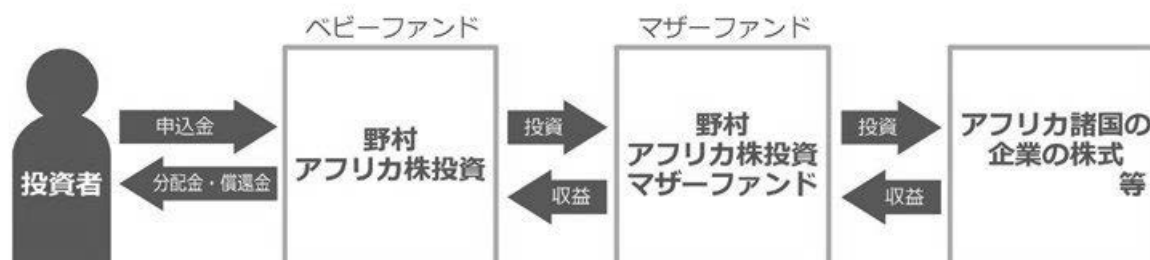 ベビーファンド
マザーファンド
投資者
申込金
分配金・償還金
野村
アフリカ株投資
投資
収益
野村
アフリカ株投資
マザーファンド
投資
収益
アフリカ諸国の
企業の株式
等